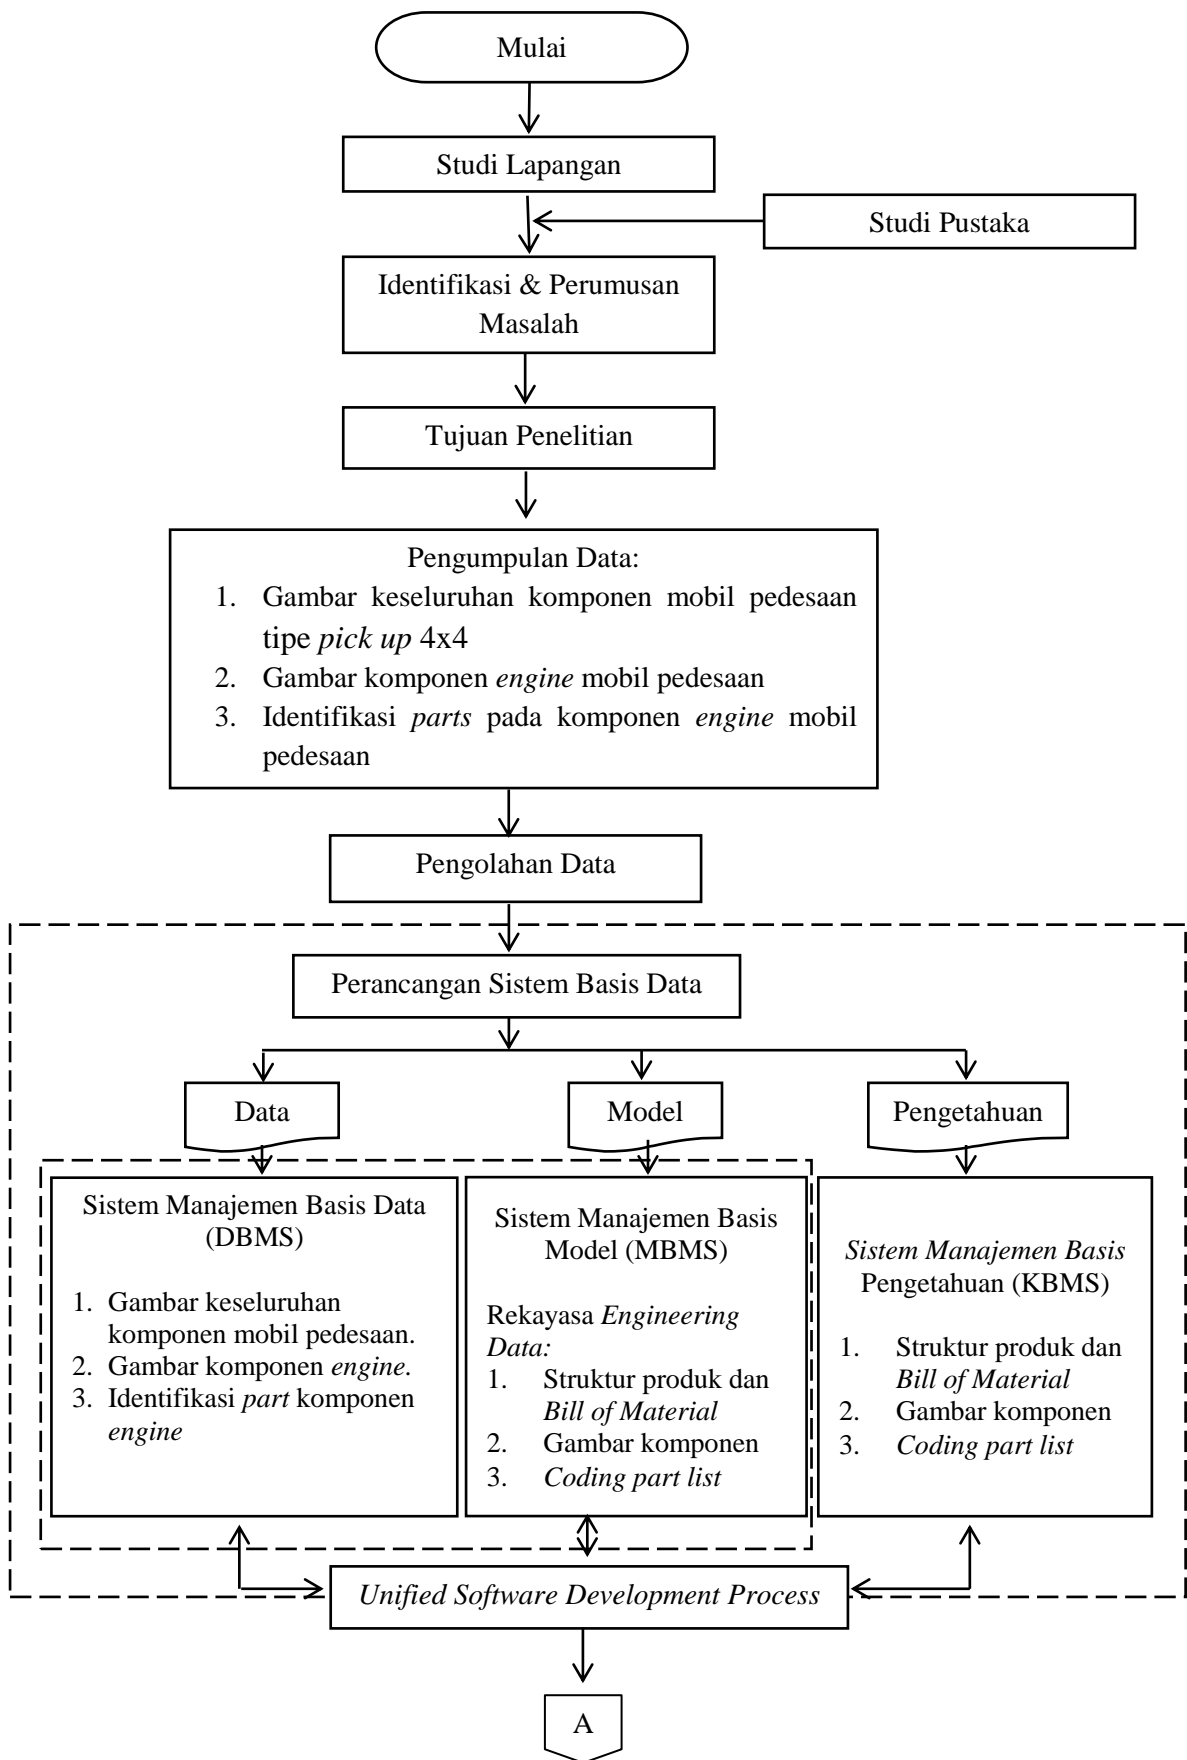 Mulai
Studi Lapangan
Studi Pustaka
Identifikasi & Perumusan
Masalah
Tujuan Penelitian
Pengumpulan Data:
1. Gambar keseluruhan komponen mobil pedesaan
tipe pick up 4x4
2. Gambar komponen engine mobil pedesaan
3. Identifikasi parts pada komponen engine mobil
pedesaan
Pengolahan Data
Perancangan Sistem Basis Data
Data
Model
Pengetahuan
Sistem Manajemen Basis Data
(DBMS)
1. Gambar keseluruhan
komponen mobil pedesaan.
2. Gambar komponen engine.
3. Identifikasi part komponen
engine
Sistem Manajemen Basis
Model (MBMS)
Rekayasa Engineering
Data:
1. Struktur produk dan
Bill of Material
2. Gambar komponen
3. Coding part list
Sistem Manajemen Basis
Pengetahuan (KBMS)
1. Struktur produk dan
Bill of Material
2. Gambar komponen
3. Coding part list
Unified Software Development Process
A